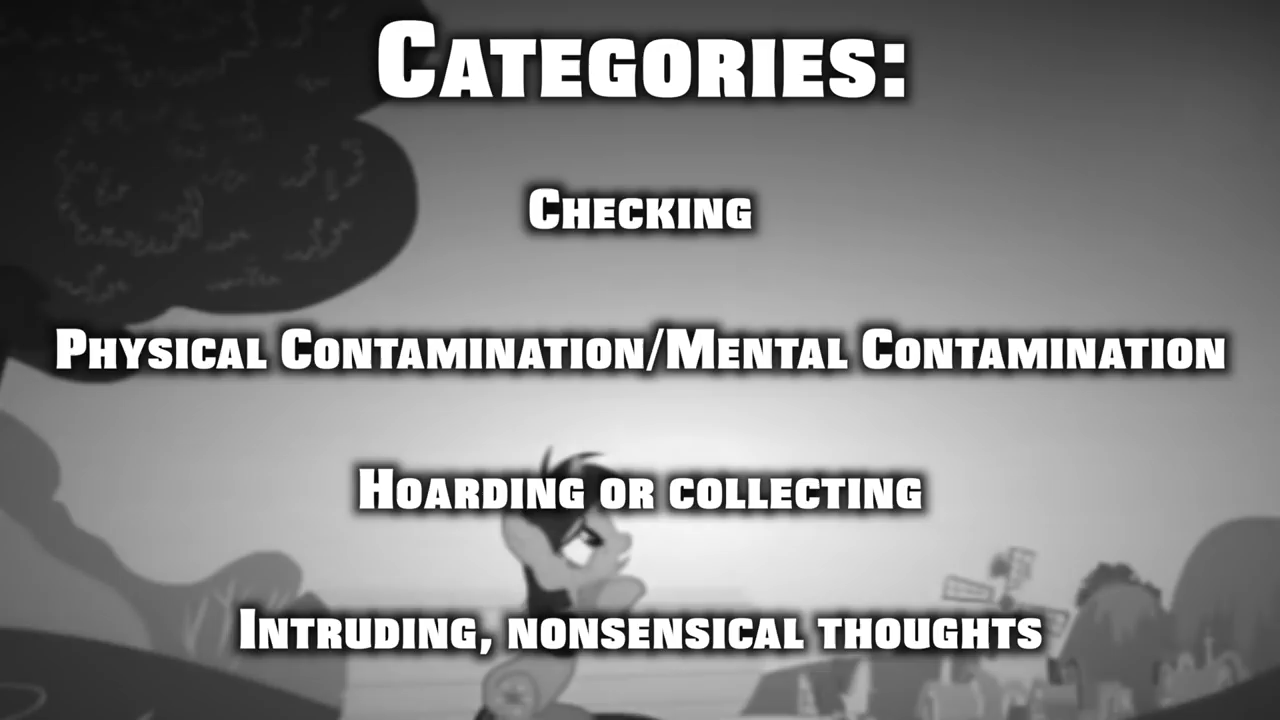 Categories:
Checking
Physical Contamination/Mental Contamination
Hoarding or collecting
Intruding, nonsensical thoughts